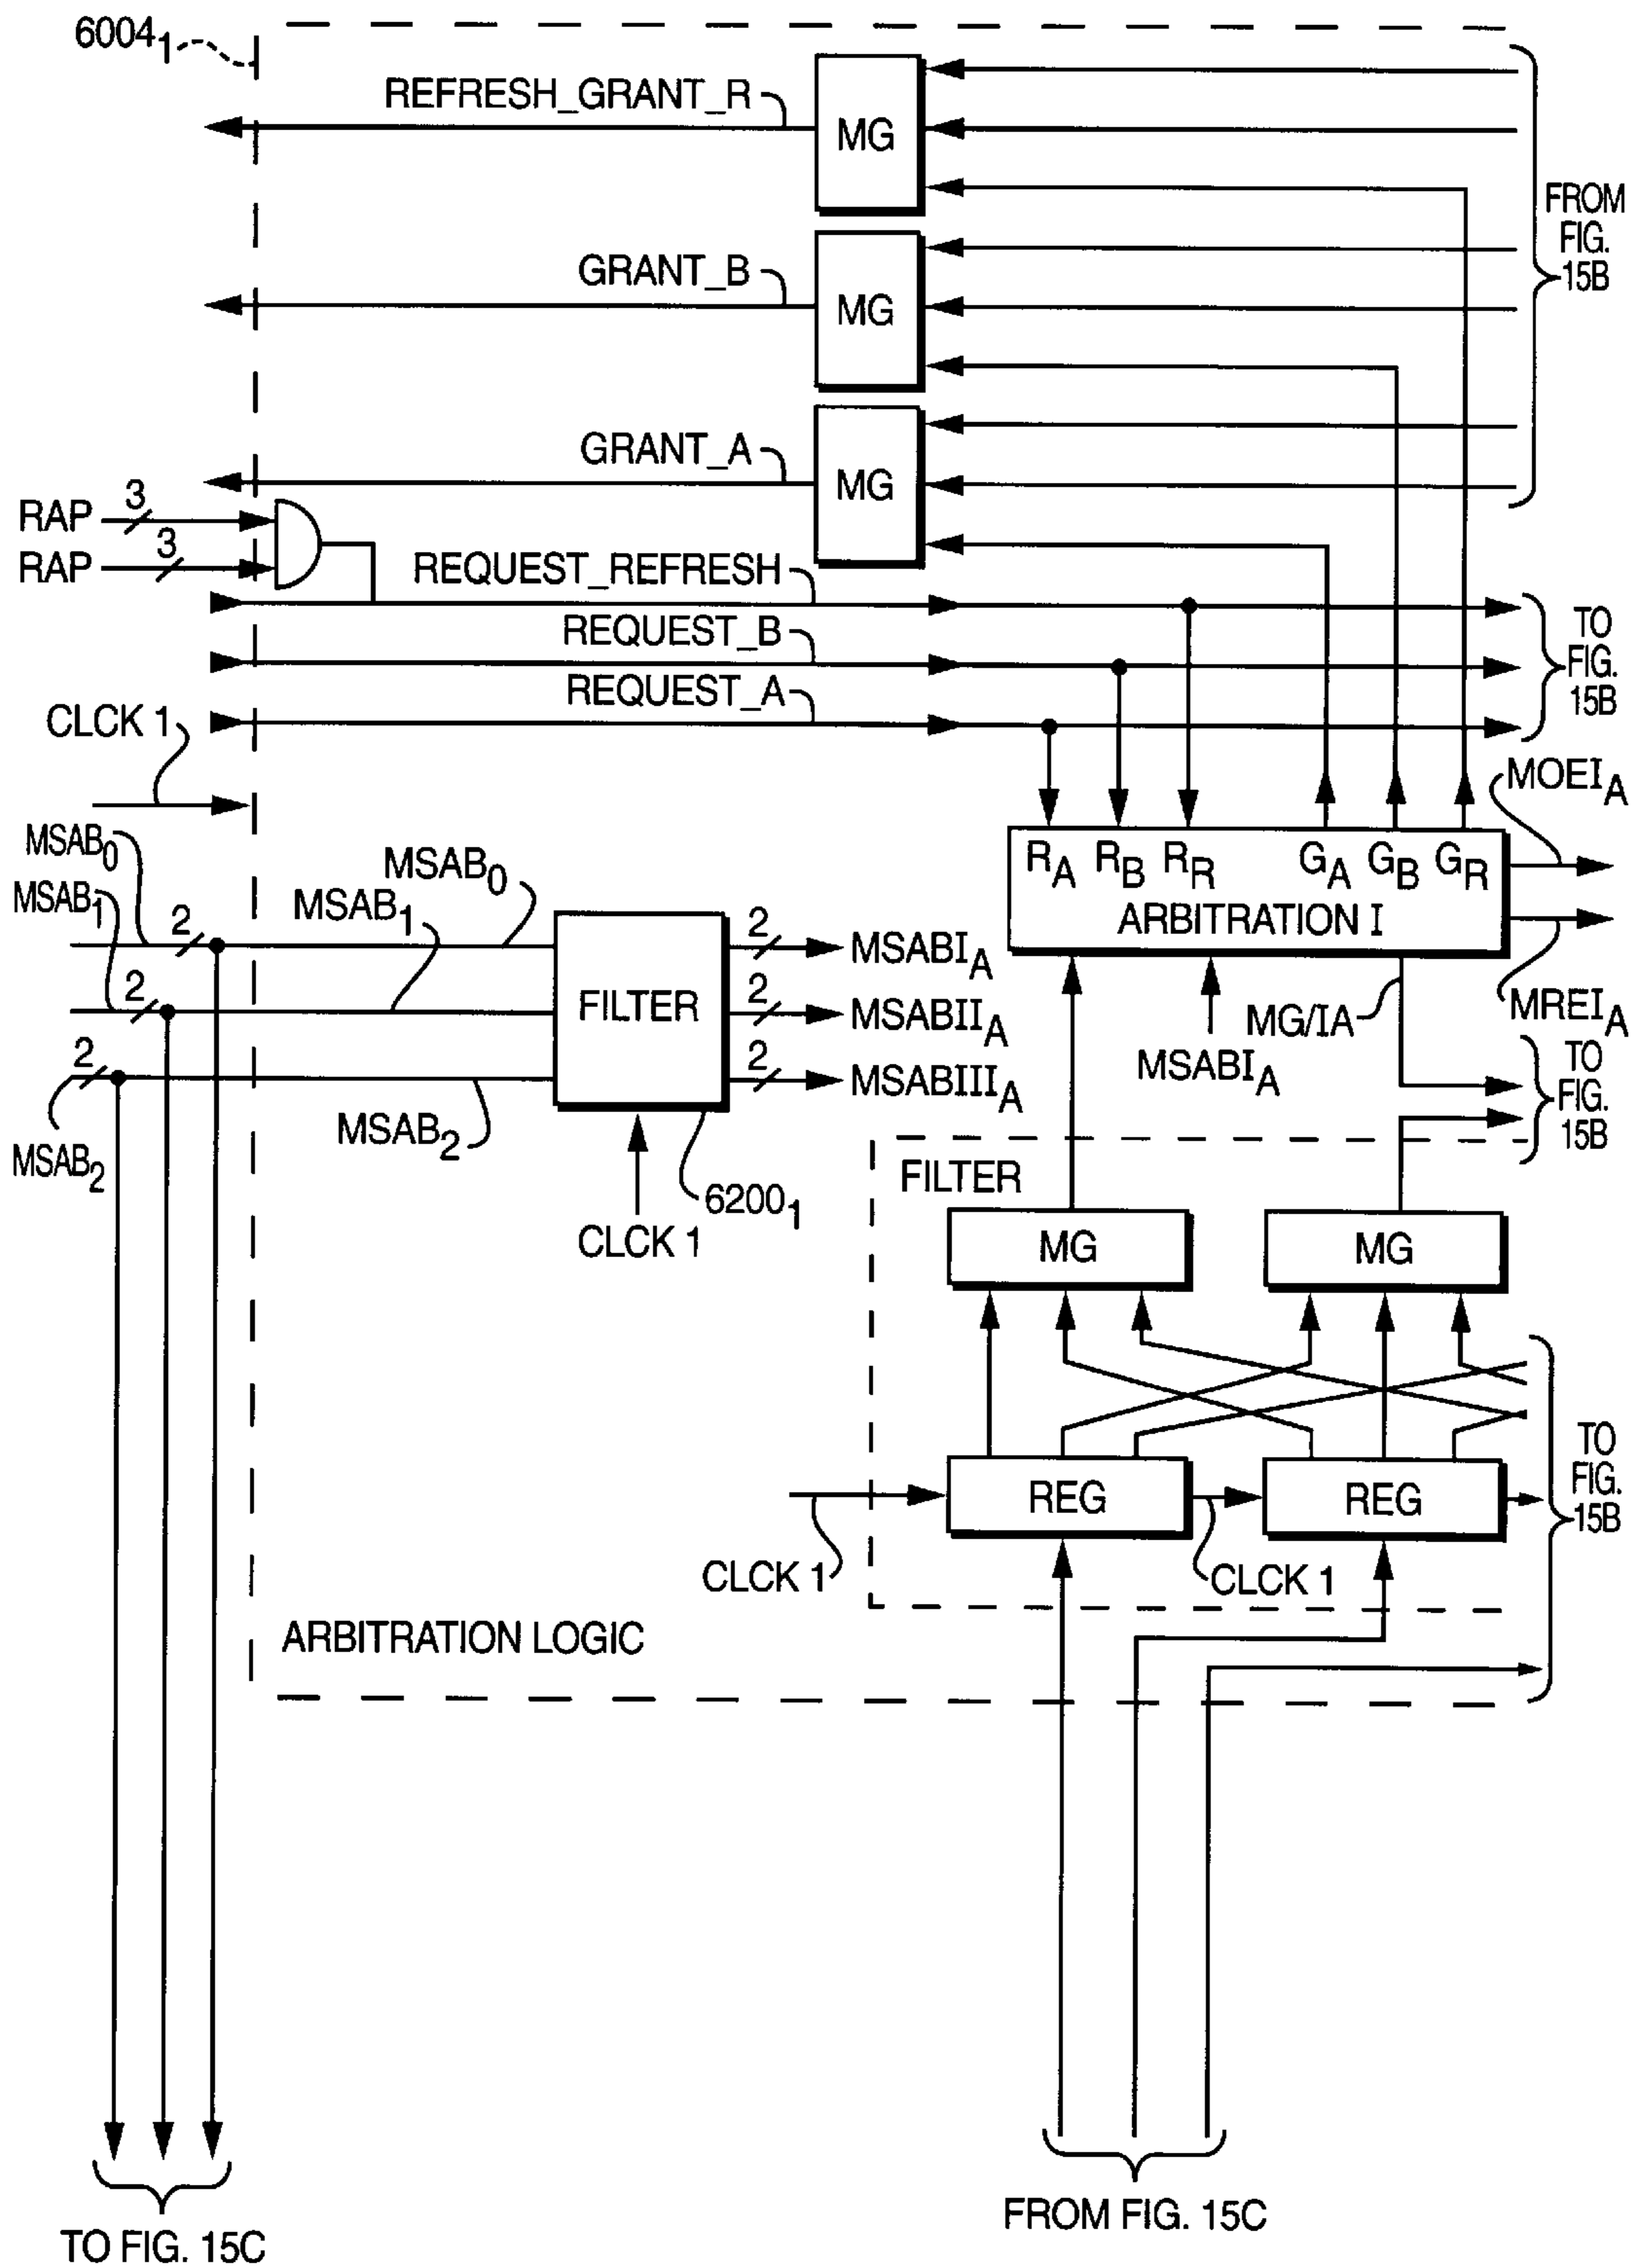 6004₁
REFRESH_GRANT_R
MG
FROM
FIG.
15B
GRANT_B
MG
GRANT_A
MG
RAP
3
RAP
3
REQUEST_REFRESH
REQUEST_B
REQUEST_A
TO
FIG.
15B
CLCK 1
MOEI_A
MSAB₀
MSAB₁
2
2
2
MSAB₂
MSAB₀
MSAB₁
MSAB₂
FILTER
2
MSABI_A
2
MSABII_A
2
MSABIII_A
6200₁
CLCK 1
R_A R_B R_R G_A G_B G_R
ARBITRATION I
MREI_A
MG/IA
MSABI_A
TO
FIG.
15B
FILTER
MG
MG
REG
REG
CLCK 1
CLCK 1
TO
FIG.
15B
ARBITRATION LOGIC
TO FIG. 15C
FROM FIG. 15C